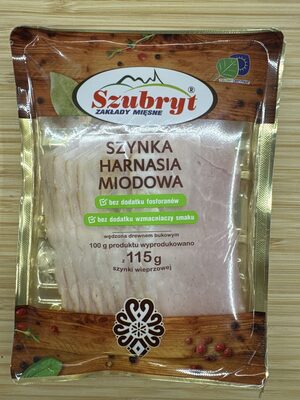 Szubryt®
ZAKŁADY MIĘSNE
SZYNKA
HARNASIA
MIODOWA
bez dodatku fosforanów
bez dodatku wzmacniaczy smaku
wędzona drewnem bukowym
100 g produktu wyprodukowano
z 115g
szynki wieprzowej